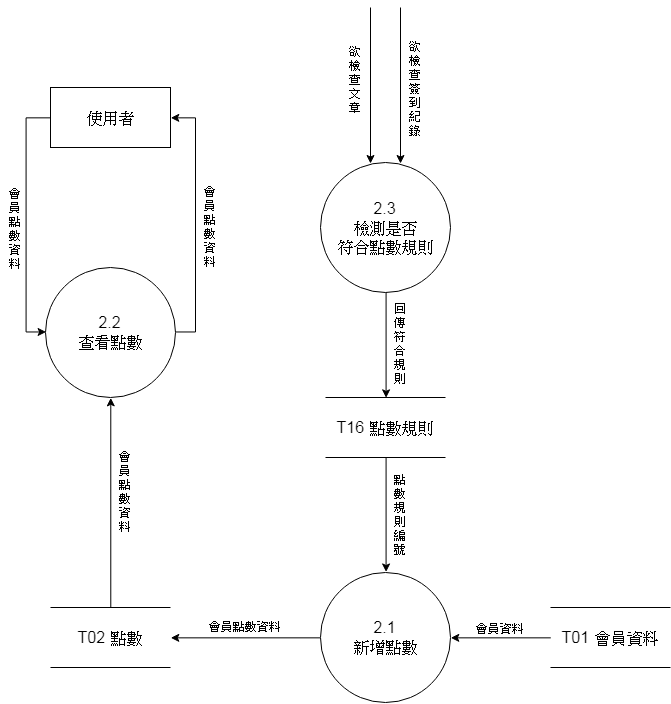 欲檢查文章
欲檢查簽到紀錄
使用者
會員點數資料
會員點數資料
2.3
檢測是否
符合點數規則
2.2
查看點數
回傳符合規則
T16 點數規則
會員點數資料
點數規則編號
T02 點數
會員點數資料
2.1
新增點數
會員資料
T01 會員資料